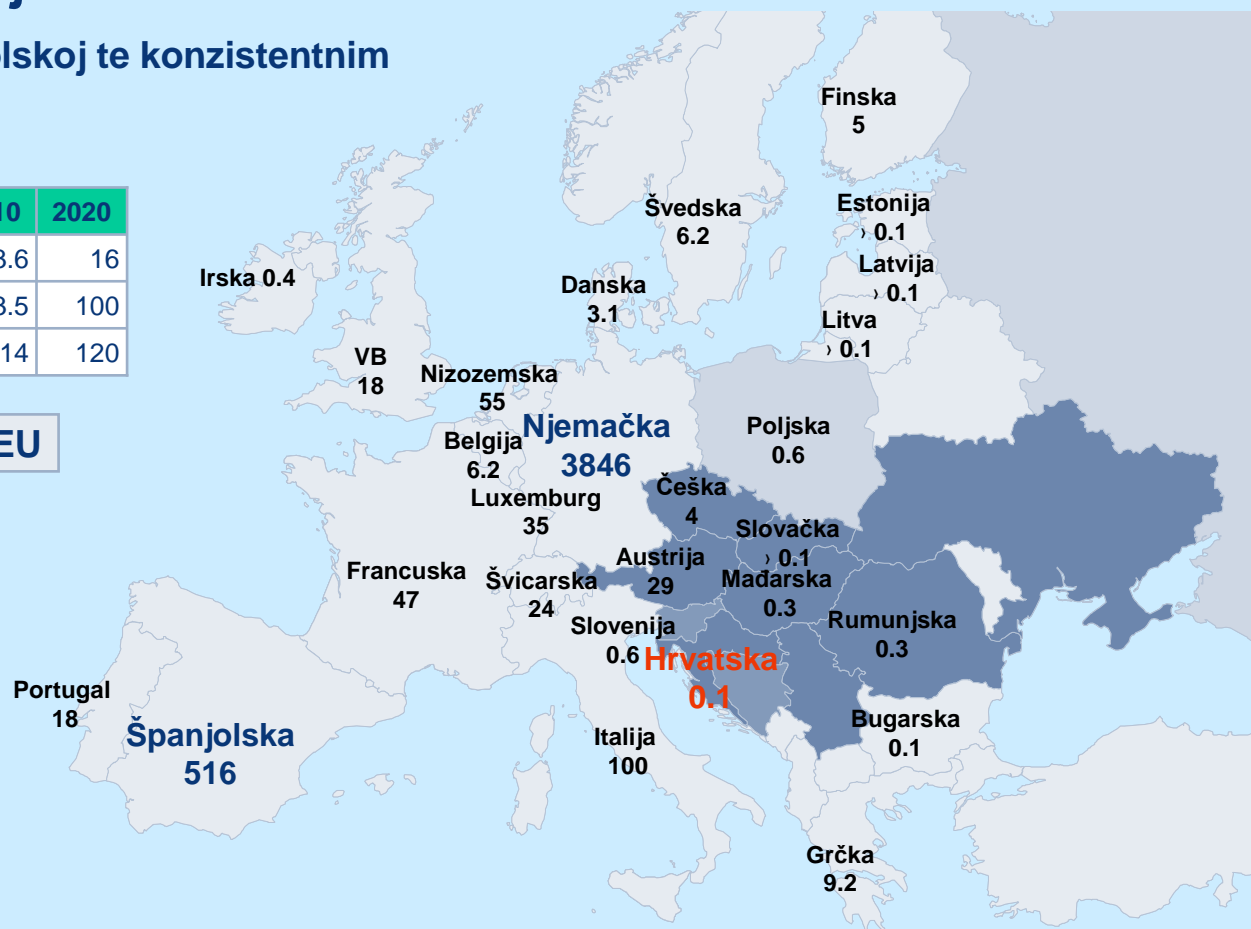 j
olskoj te konzistentnim
10 2020
3.6 16
3.5 100
14 120
EU
Finska
5
Švedska
6.2
Estonija
› 0.1
Latvija
› 0.1
Litva
› 0.1
Irska 0.4
Danska
3.1
VB
18
Nizozemska
55
Njemačka
3846
Belgija
6.2
Poljska
0.6
Luxemburg
35
Češka
4
Slovačka
› 0.1
Austrija
29
Mađarska
0.3
Francuska
47
Švicarska
24
Slovenija
0.6
Rumunjska
0.3
Hrvatska
0.1
Portugal
18
Španjolska
516
Italija
100
Bugarska
0.1
Grčka
9.2